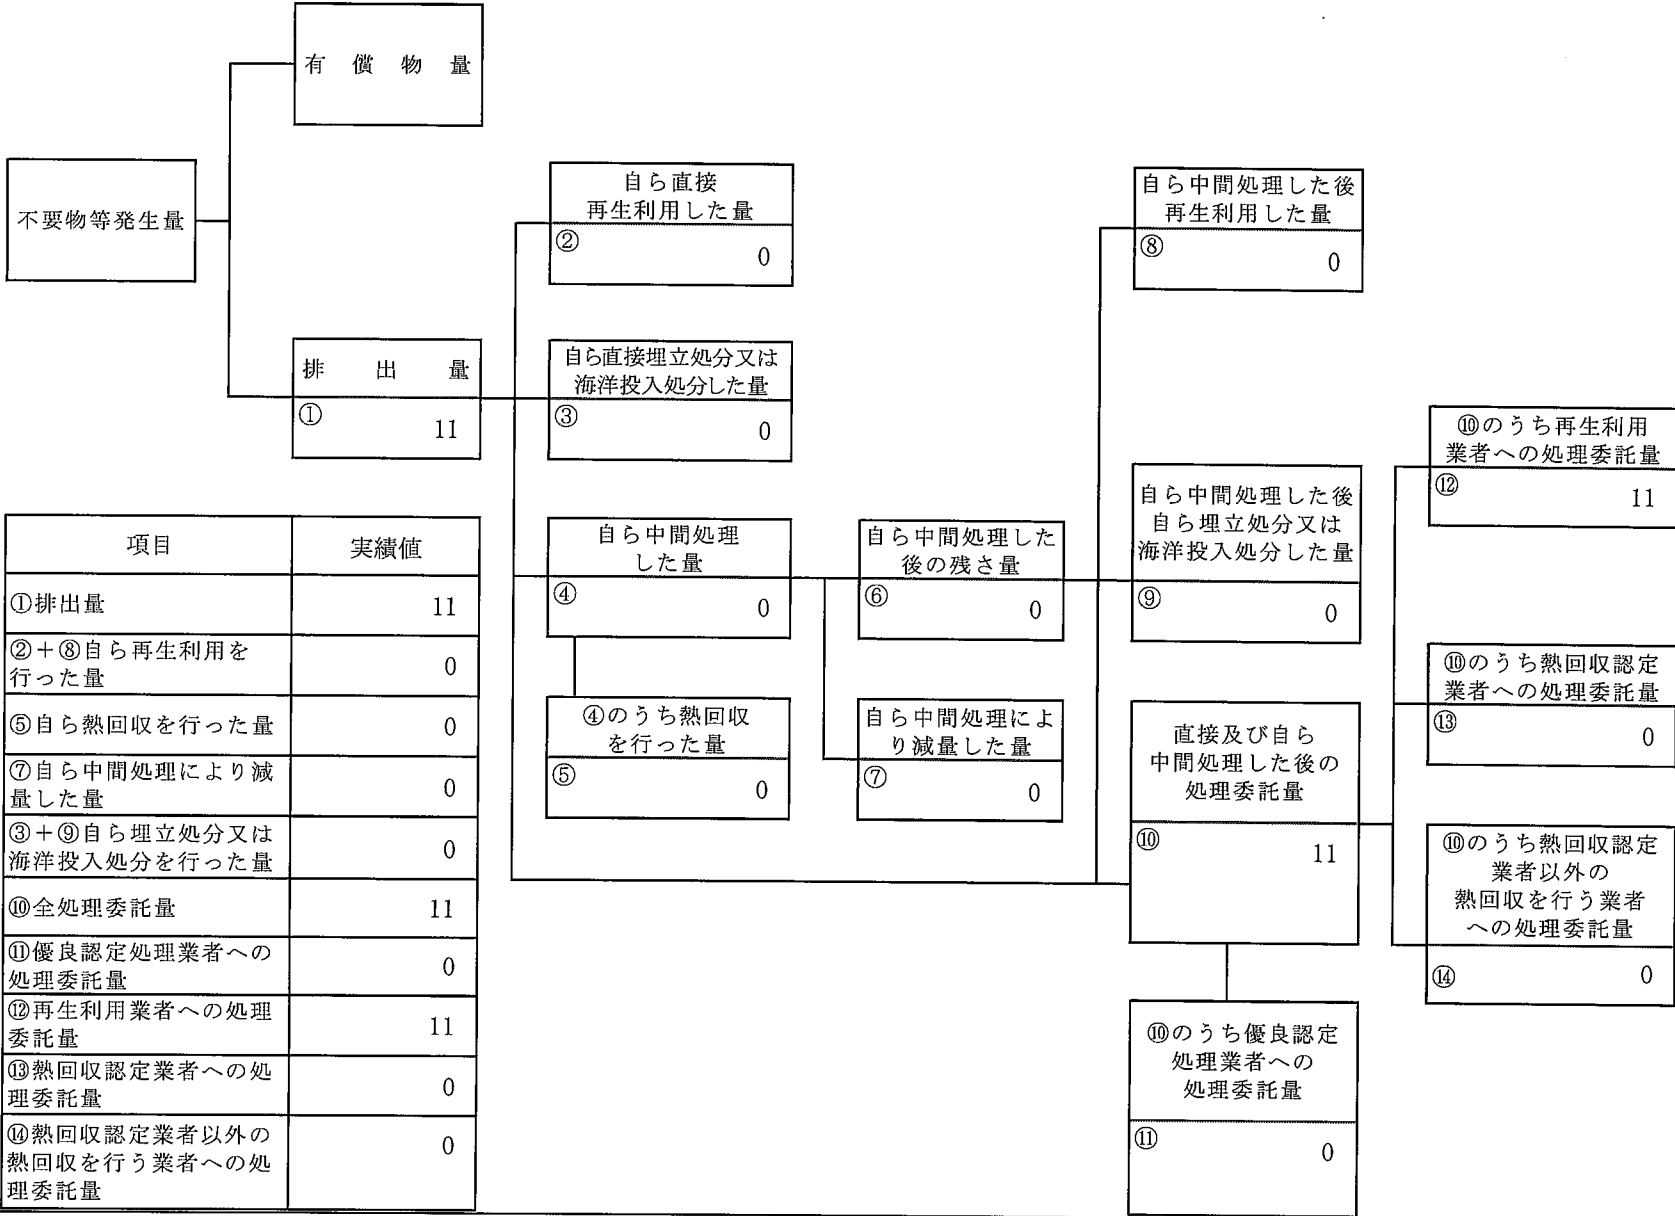 有償物量
不要物等発生量
排出量
①
11
自ら直接
再生利用した量
②
0
自ら直接埋立処分又は
海洋投入処分した量
③
0
自ら中間処理
した量
④
0
④のうち熱回収
を行った量
⑤
0
自ら中間処理した
後の残さ量
⑥
0
自ら中間処理によ
り減量した量
⑦
0
自ら中間処理した後
再生利用した量
⑧
0
自ら中間処理した後
自ら埋立処分又は
海洋投入処分した量
⑨
0
直接及び自ら
中間処理した後の
処理委託量
⑩
11
⑩のうち優良認定
処理業者への
処理委託量
⑪
0
⑩のうち再生利用
業者への処理委託量
⑫
11
⑩のうち熱回収認定
業者への処理委託量
⑬
0
⑩のうち熱回収認定
業者以外の
熱回収を行う業者
への処理委託量
⑭
0
項目 実績値
①排出量 11
②+⑧自ら再生利用を
行った量 0
⑤自ら熱回収を行った量 0
⑦自ら中間処理により減
量した量 0
③+⑨自ら埋立処分又は
海洋投入処分を行った量 0
⑩全処理委託量 11
⑪優良認定処理業者への
処理委託量 0
⑫再生利用業者への処理
委託量 11
⑬熱回収認定業者への処
理委託量 0
⑭熱回収認定業者以外の
熱回収を行う業者への処
理委託量 0